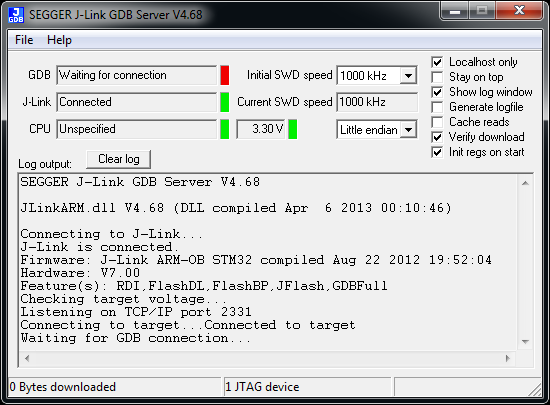 SEGGER J-Link GDB Server V4.68
File Help
GDB Waiting for connection Initial SWD speed 1000 kHz
J-Link Connected Current SWD speed 1000 kHz
CPU Unspecified 3.30 V Little endian
Localhost only
Stay on top
Show log window
Generate logfile
Cache reads
Verify download
Init regs on start
Log output: Clear log
SEGGER J-Link GDB Server V4.68
JLinkARM.dll V4.68 (DLL compiled Apr  6 2013 00:10:46)
Connecting to J-Link...
J-Link is connected.
Firmware: J-Link ARM-OB STM32 compiled Aug 22 2012 19:52:04
Hardware: V7.00
Feature(s): RDI,FlashDL,FlashBP,JFlash,GDBFull
Checking target voltage...
Listening on TCP/IP port 2331
Connecting to target...Connected to target
Waiting for GDB connection...
0 Bytes downloaded 1 JTAG device